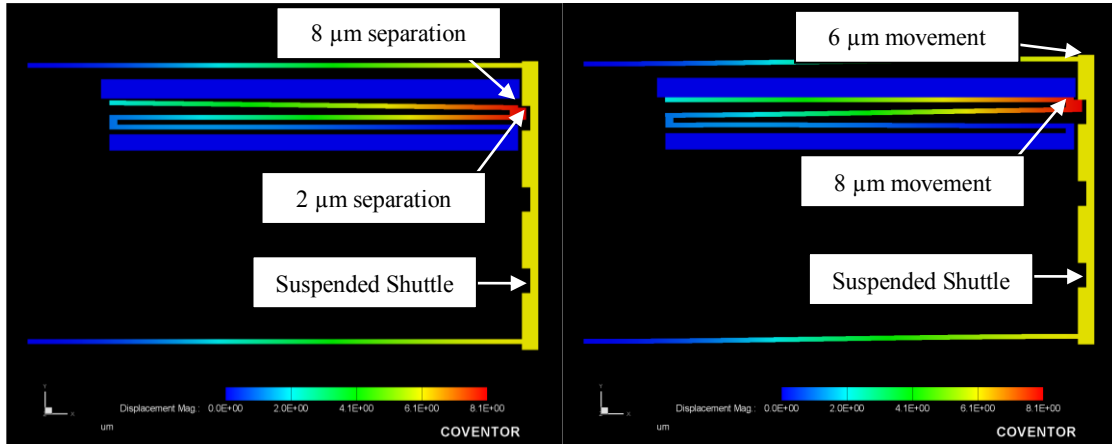 8 µm separation
2 µm separation
Suspended Shuttle
Y
X
Displacement Mag.: 0.0E+00 2.0E+00 4.1E+00 6.1E+00 8.1E+00
um
COVENTOR
6 µm movement
8 µm movement
Suspended Shuttle
Y
X
Displacement Mag.: 0.0E+00 2.0E+00 4.1E+00 6.1E+00 8.1E+00
um
COVENTOR